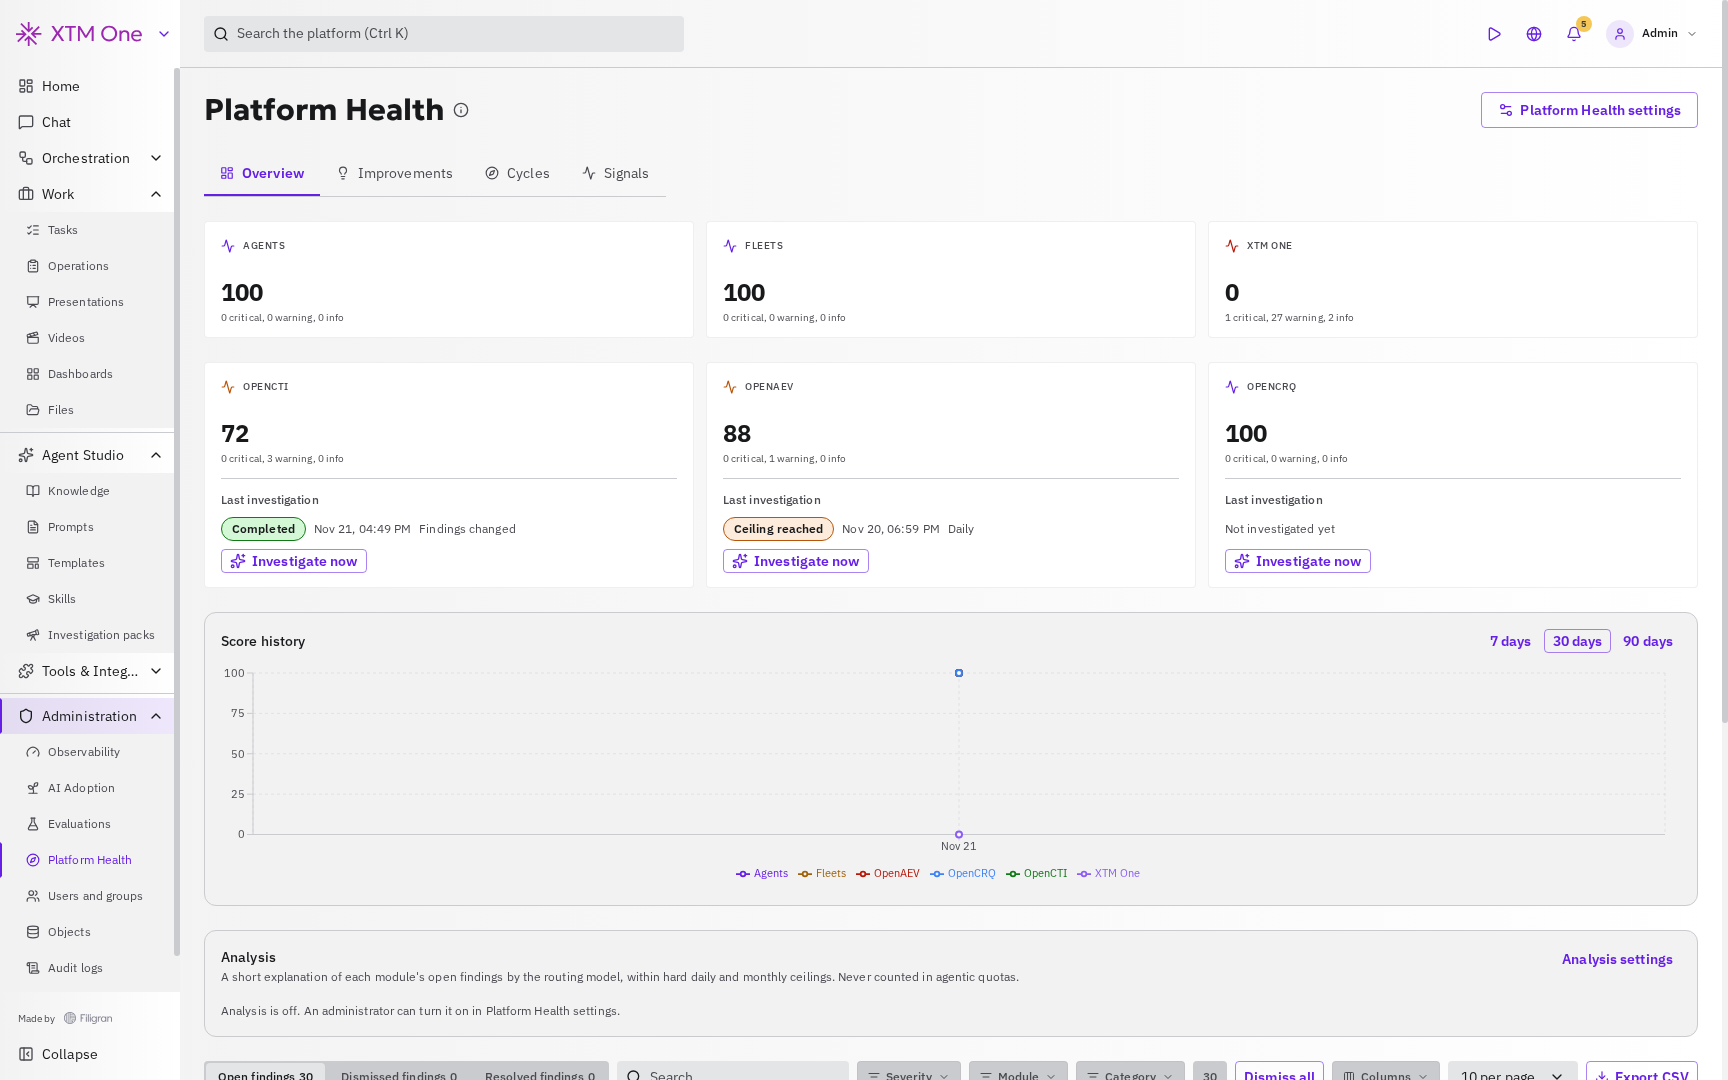 XTM One
Search the platform (Ctrl K)
5
Admin
Home
Chat
Orchestration
Work
Tasks
Operations
Presentations
Videos
Dashboards
Files
Agent Studio
Knowledge
Prompts
Templates
Skills
Investigation packs
Tools & Integ...
Administration
Observability
AI Adoption
Evaluations
Platform Health
Users and groups
Objects
Audit logs
Made by Filigran
Collapse
Platform Health
Platform Health settings
Overview Improvements Cycles Signals
AGENTS
100
0 critical, 0 warning, 0 info
FLEETS
100
0 critical, 0 warning, 0 info
XTM ONE
0
1 critical, 27 warning, 2 info
OPENCTI
72
0 critical, 3 warning, 0 info
Last investigation
Completed Nov 21, 04:49 PM Findings changed
Investigate now
OPENAEV
88
0 critical, 1 warning, 0 info
Last investigation
Ceiling reached Nov 20, 06:59 PM Daily
Investigate now
OPENCRQ
100
0 critical, 0 warning, 0 info
Last investigation
Not investigated yet
Investigate now
Score history
7 days 30 days 90 days
100
75
50
25
0
Nov 21
Agents Fleets OpenAEV OpenCRQ OpenCTI XTM One
Analysis
A short explanation of each module's open findings by the routing model, within hard daily and monthly ceilings. Never counted in agentic quotas.
Analysis settings
Analysis is off. An administrator can turn it on in Platform Health settings.
Open findings 30 Dismissed findings 0 Resolved findings 0 Search Severity Module Category 30 Dismiss all Columns 10 per page Export CSV